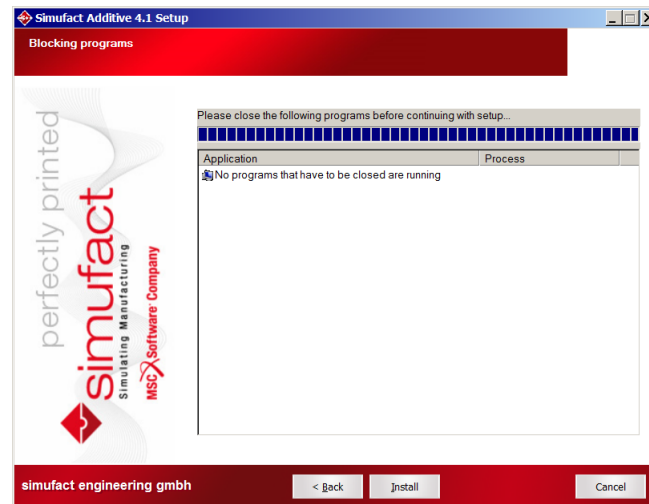 Simufact Additive 4.1 Setup
Blocking programs
Please close the following programs before continuing with setup...
Application Process
No programs that have to be closed are running
perfectly printed
simufact
Simulating Manufacturing
MSC Software Company
simufact engineering gmbh
< Back Install Cancel